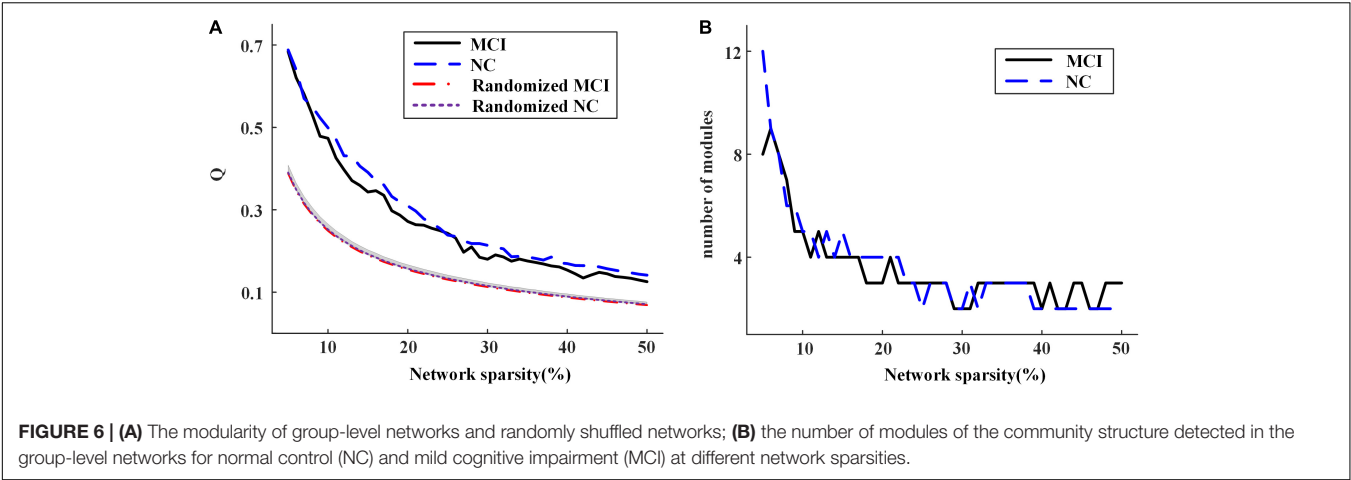 A
0.7
0.5
0.3
0.1
Q
MCI
NC
Randomized MCI
Randomized NC
10 20 30 40 50
Network sparsity(%)
B
12
8
4
number of modules
MCI
NC
10 20 30 40 50
Network sparsity(%)
FIGURE 6 | (A) The modularity of group-level networks and randomly shuffled networks; (B) the number of modules of the community structure detected in the
group-level networks for normal control (NC) and mild cognitive impairment (MCI) at different network sparsities.